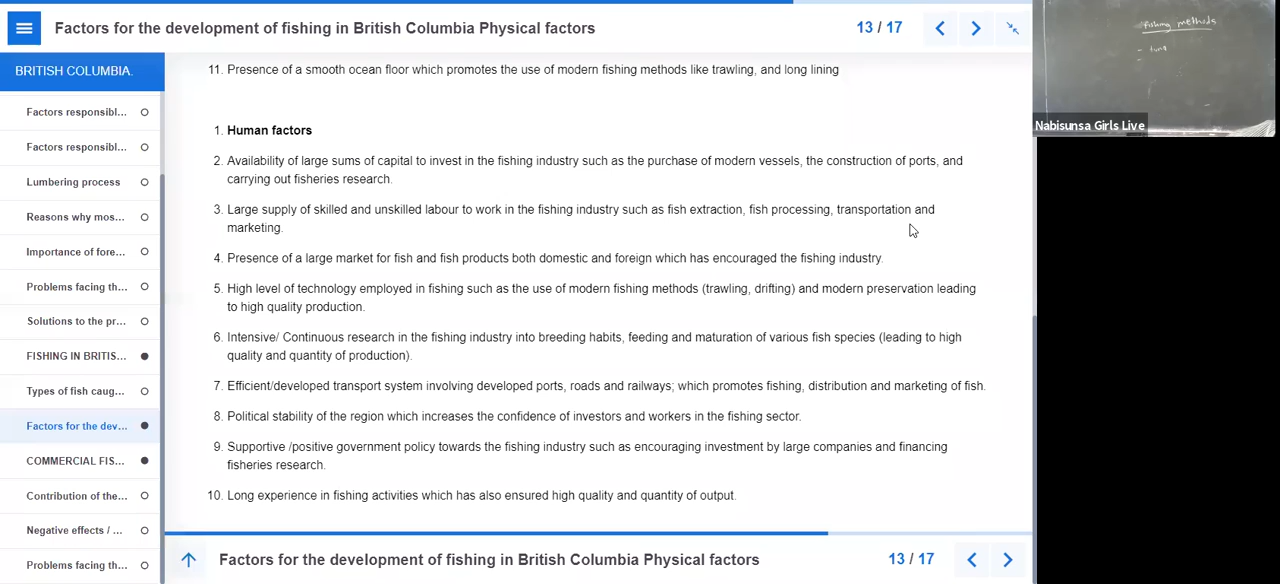 Factors for the development of fishing in British Columbia Physical factors
13 / 17
BRITISH COLUMBIA.
Factors responsibl...
Factors responsibl...
Lumbering process
Reasons why mos...
Importance of fore...
Problems facing th...
Solutions to the pr...
FISHING IN BRITIS...
Types of fish caug...
Factors for the dev...
COMMERCIAL FIS...
Contribution of the...
Negative effects / ...
Problems facing th...
11. Presence of a smooth ocean floor which promotes the use of modern fishing methods like trawling, and long lining
1. Human factors
2. Availability of large sums of capital to invest in the fishing industry such as the purchase of modern vessels, the construction of ports, and
carrying out fisheries research.
3. Large supply of skilled and unskilled labour to work in the fishing industry such as fish extraction, fish processing, transportation and
marketing.
4. Presence of a large market for fish and fish products both domestic and foreign which has encouraged the fishing industry.
5. High level of technology employed in fishing such as the use of modern fishing methods (trawling, drifting) and modern preservation leading
to high quality production.
6. Intensive/ Continuous research in the fishing industry into breeding habits, feeding and maturation of various fish species (leading to high
quality and quantity of production).
7. Efficient/developed transport system involving developed ports, roads and railways; which promotes fishing, distribution and marketing of fish.
8. Political stability of the region which increases the confidence of investors and workers in the fishing sector.
9. Supportive /positive government policy towards the fishing industry such as encouraging investment by large companies and financing
fisheries research.
10. Long experience in fishing activities which has also ensured high quality and quantity of output.
Factors for the development of fishing in British Columbia Physical factors
13 / 17
fishing methods
Nabisunsa Girls Live